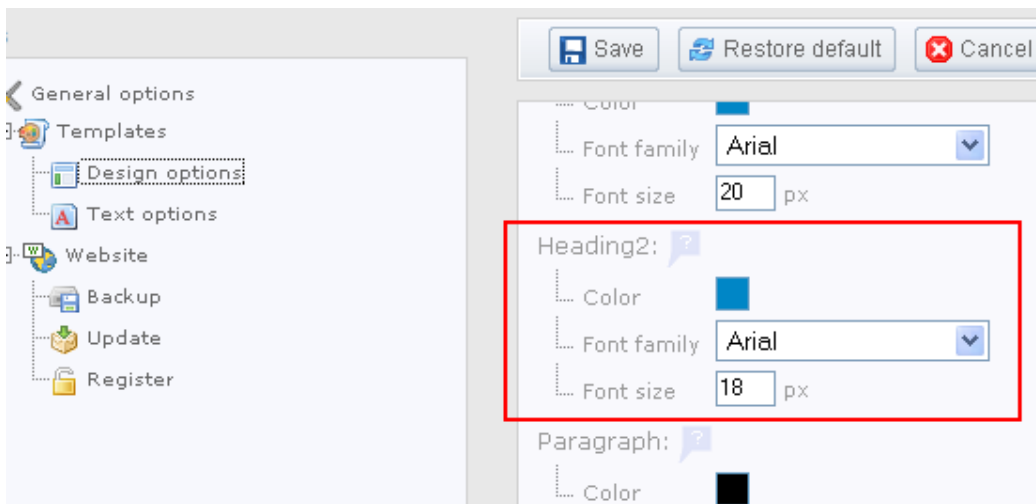 Save Restore default Cancel
General options
Templates
Design options
Text options
Website
Backup
Update
Register
Color
Font family Arial
Font size 20 px
Heading2: ?
Color
Font family Arial
Font size 18 px
Paragraph: ?
Color